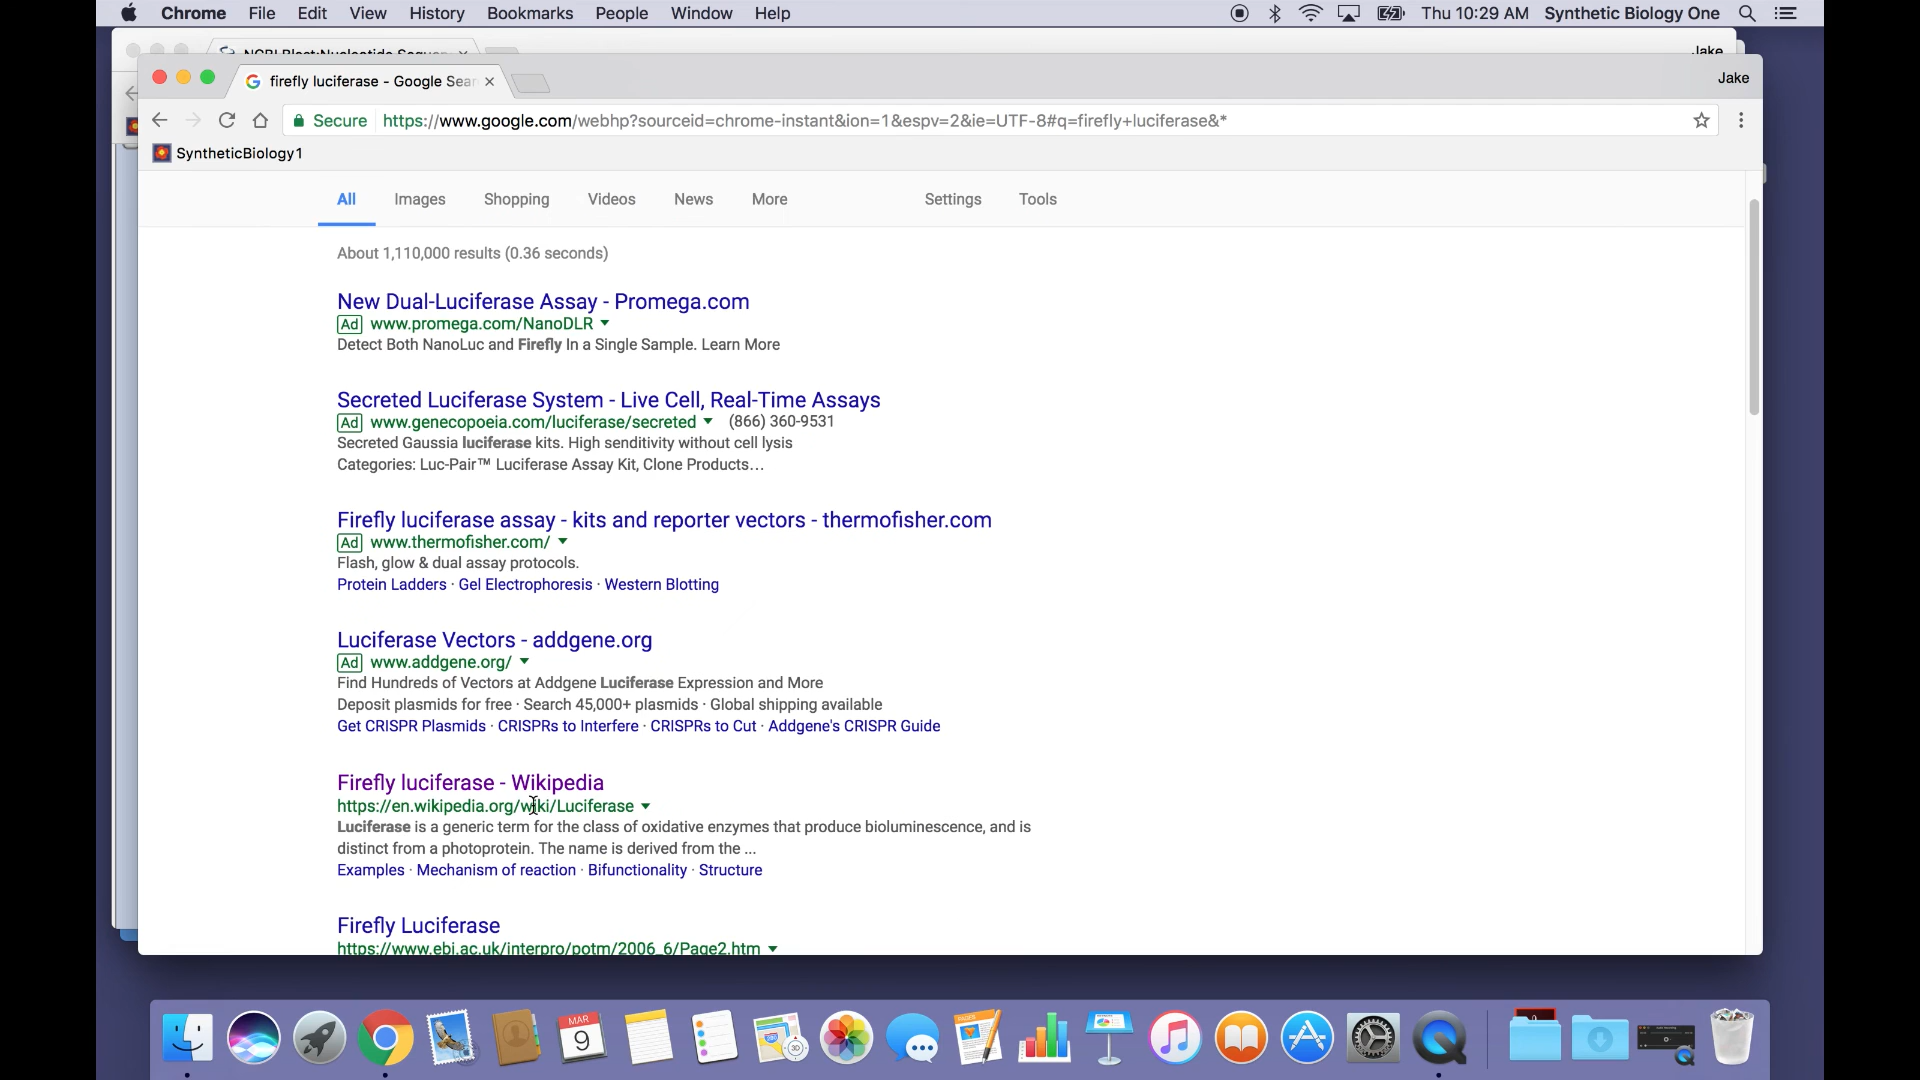 Chrome File Edit View History Bookmarks People Window Help Thu 10:29 AM Synthetic Biology One
Jake
firefly luciferase - Google Sear Jake
Secure https://www.google.com/webhp?sourceid=chrome-instant&ion=1&espv=2&ie=UTF-8#q=firefly+luciferase&*
SyntheticBiology1
All Images Shopping Videos News More Settings Tools
About 1,110,000 results (0.36 seconds)
New Dual-Luciferase Assay - Promega.com
Ad www.promega.com/NanoDLR
Detect Both NanoLuc and Firefly In a Single Sample. Learn More
Secreted Luciferase System - Live Cell, Real-Time Assays
Ad www.genecopoeia.com/luciferase/secreted (866) 360-9531
Secreted Gaussia luciferase kits. High senditivity without cell lysis
Categories: Luc-Pair™ Luciferase Assay Kit, Clone Products...
Firefly luciferase assay - kits and reporter vectors - thermofisher.com
Ad www.thermofisher.com/
Flash, glow & dual assay protocols.
Protein Ladders · Gel Electrophoresis · Western Blotting
Luciferase Vectors - addgene.org
Ad www.addgene.org/
Find Hundreds of Vectors at Addgene Luciferase Expression and More
Deposit plasmids for free · Search 45,000+ plasmids · Global shipping available
Get CRISPR Plasmids · CRISPRs to Interfere · CRISPRs to Cut · Addgene's CRISPR Guide
Firefly luciferase - Wikipedia
https://en.wikipedia.org/wiki/Luciferase
Luciferase is a generic term for the class of oxidative enzymes that produce bioluminescence, and is
distinct from a photoprotein. The name is derived from the ...
Examples · Mechanism of reaction · Bifunctionality · Structure
Firefly Luciferase
https://www.ebi.ac.uk/interpro/potm/2006_6/Page2.htm
MAR
9
30
PAGES